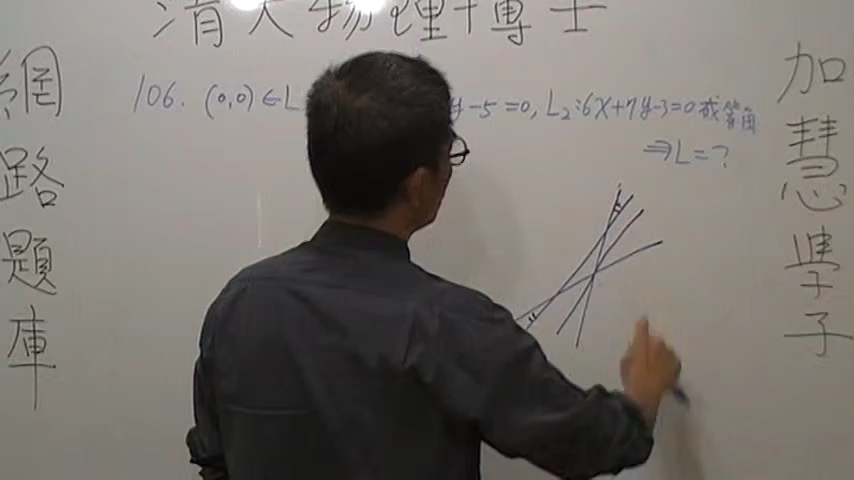 清大物理博士
網路題庫
106. (0,0) ∈ L y-5=0, L₂:6x+7y-3=0 成等角
⇒L=?
加慧學子